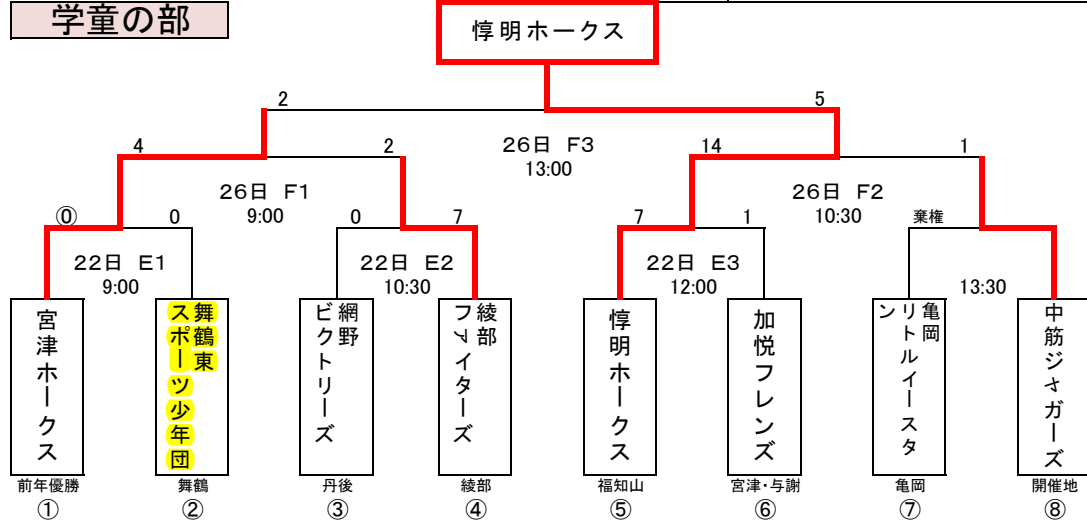 学童の部
惇明ホークス
2
5
4
2
26日 F3
13:00
14
1
26日 F1
9:00
26日 F2
10:30
⓪
0
0
7
7
1
棄権
22日 E1
9:00
22日 E2
10:30
22日 E3
12:00
13:30
宮津ホークス
舞鶴東
スポーツ少年団
網野
ビクトリーズ
綾部
ファイターズ
惇明ホークス
加悦フレンズ
亀岡
リトルイースタ
ン
中筋ジャガーズ
前年優勝
舞鶴
丹後
綾部
福知山
宮津・与謝
亀岡
開催地
①
②
③
④
⑤
⑥
⑦
⑧